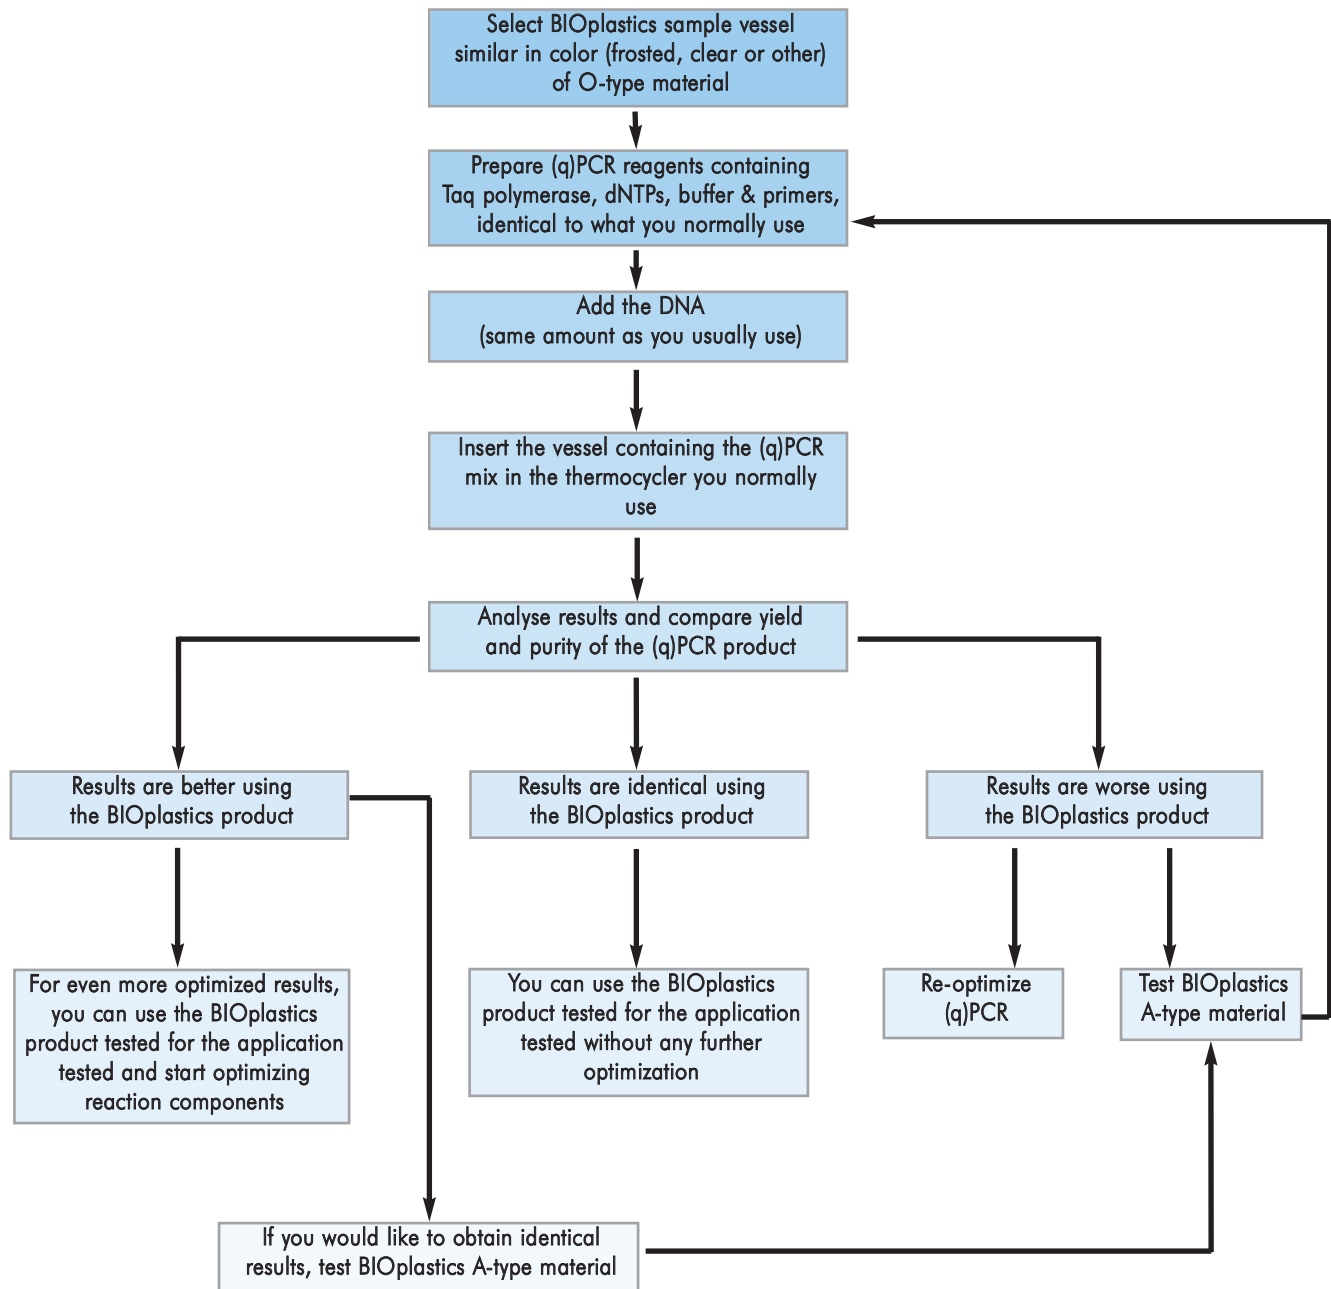 Select BIOplastics sample vessel
similar in color (frosted, clear or other)
of O-type material
Prepare (q)PCR reagents containing
Taq polymerase, dNTPs, buffer & primers,
identical to what you normally use
Add the DNA
(same amount as you usually use)
Insert the vessel containing the (q)PCR
mix in the thermocycler you normally
use
Analyse results and compare yield
and purity of the (q)PCR product
Results are better using
the BIOplastics product
Results are identical using
the BIOplastics product
Results are worse using
the BIOplastics product
For even more optimized results,
you can use the BIOplastics
product tested for the application
tested and start optimizing
reaction components
You can use the BIOplastics
product tested for the application
tested without any further
optimization
Re-optimize
(q)PCR
Test BIOplastics
A-type material
If you would like to obtain identical
results, test BIOplastics A-type material